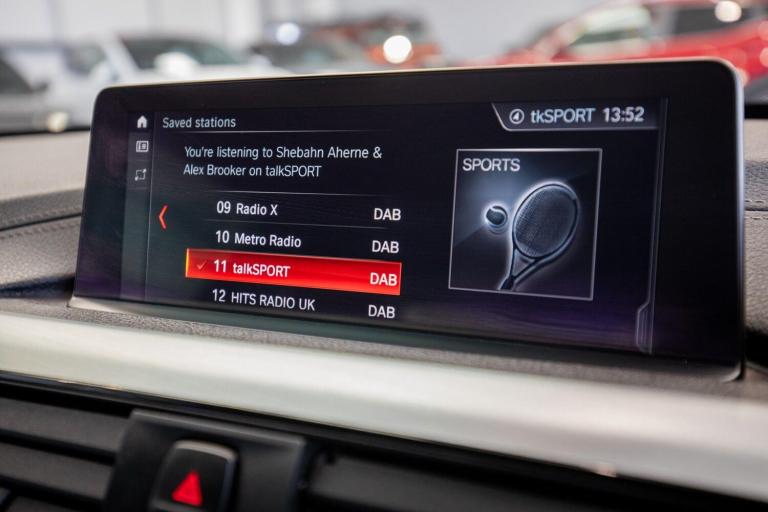 Saved stations
tkSPORT 13:52
You're listening to Shebahn Aherne &
Alex Brooker on talkSPORT
SPORTS
09 Radio X DAB
10 Metro Radio DAB
11 talkSPORT DAB
12 HITS RADIO UK DAB